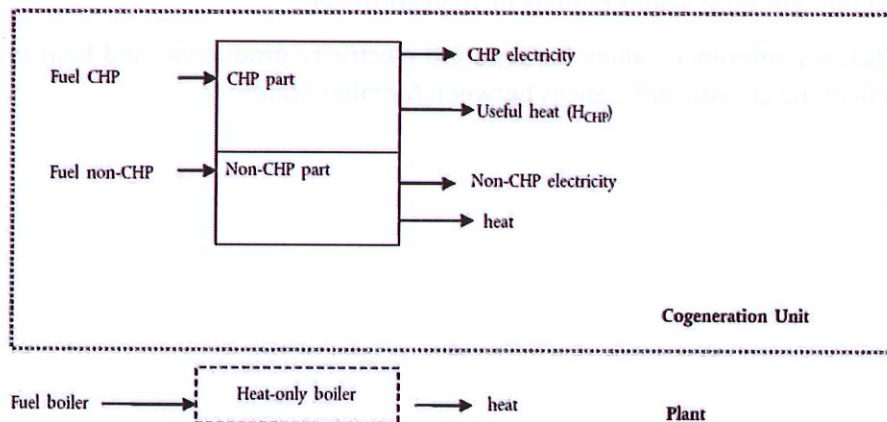 CHP electricity
Fuel CHP
CHP part
Useful heat (HCHP)
Fuel non-CHP
Non-CHP part
Non-CHP electricity
heat
Cogeneration Unit
Heat-only boiler
Fuel boiler
heat
Plant